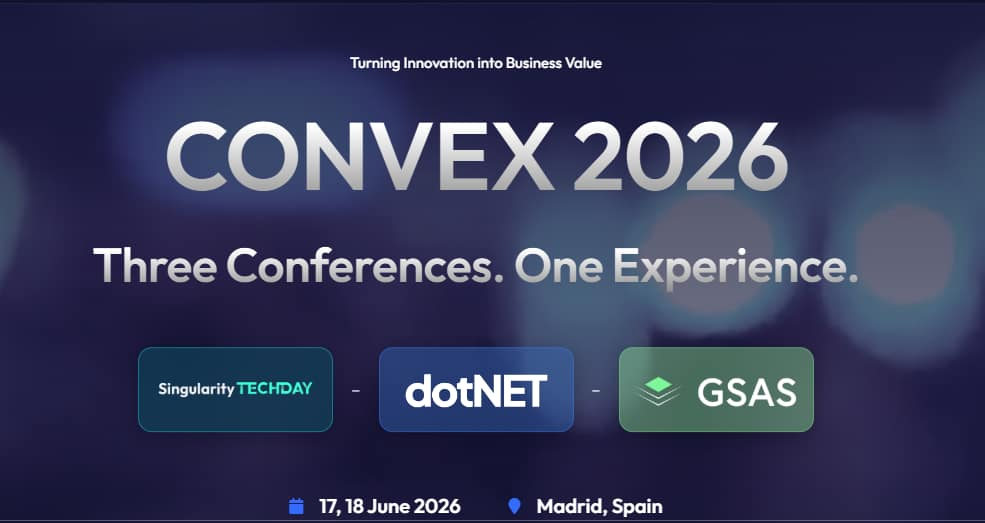 Turning Innovation into Business Value
CONVEX 2026
Three Conferences. One Experience.
Singularity TECHDAY - dotNET - GSAS
17, 18 June 2026 Madrid, Spain